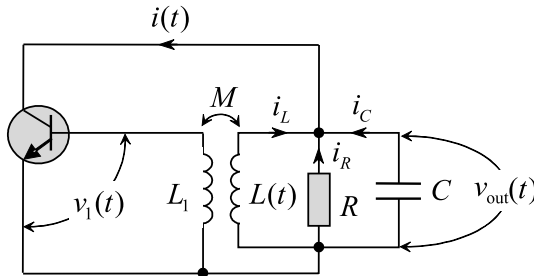 i(t)
M
i_L
i_C
i_R
v_1(t)
L_1
L(t)
R
C
v_out(t)